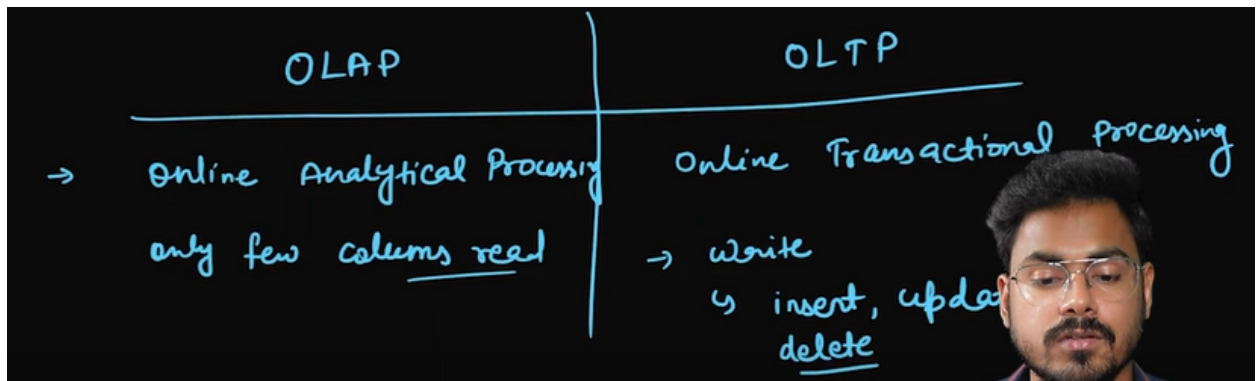 OLAP
OLTP
→ Online Analytical Processing
only few colums read
Online Transactional Processing
→ write
↳ insert,
delete